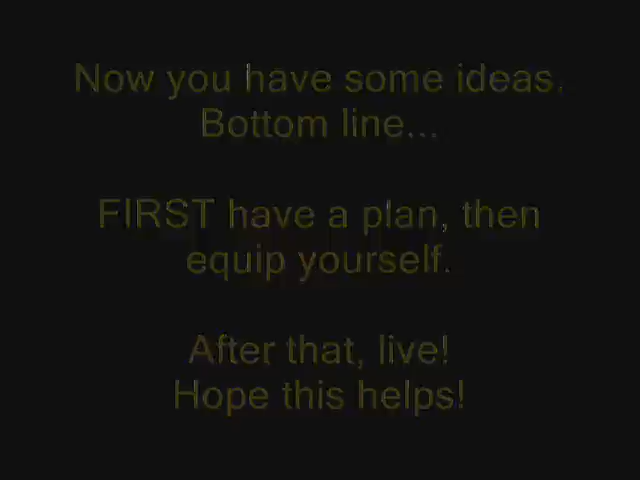 Now you have some ideas.
Bottom line...
FIRST have a plan, then
equip yourself.
After that, live!
Hope this helps!